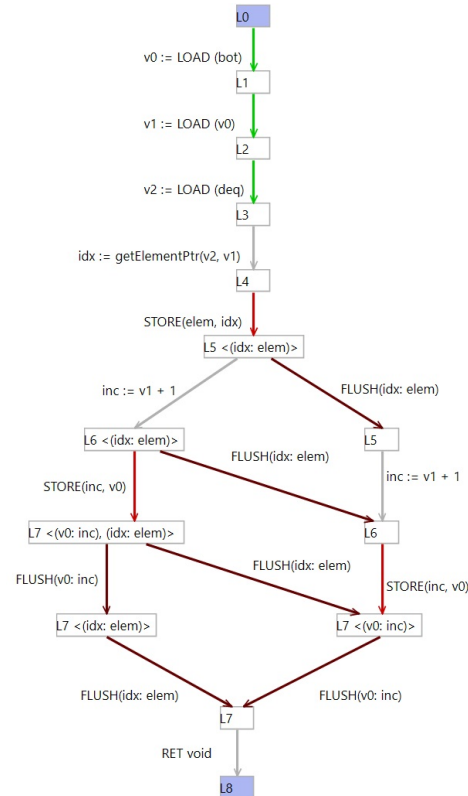 L0
v0 := LOAD (bot)
L1
v1 := LOAD (v0)
L2
v2 := LOAD (deq)
L3
idx := getElementPtr(v2, v1)
L4
STORE(elem, idx)
L5 <(idx: elem)>
inc := v1 + 1
FLUSH(idx: elem)
L6 <(idx: elem)>
L5
FLUSH(idx: elem)
inc := v1 + 1
STORE(inc, v0)
L7 <(v0: inc), (idx: elem)>
L6
FLUSH(v0: inc)
FLUSH(idx: elem)
STORE(inc, v0)
L7 <(idx: elem)>
L7 <(v0: inc)>
FLUSH(idx: elem)
FLUSH(v0: inc)
L7
RET void
L8